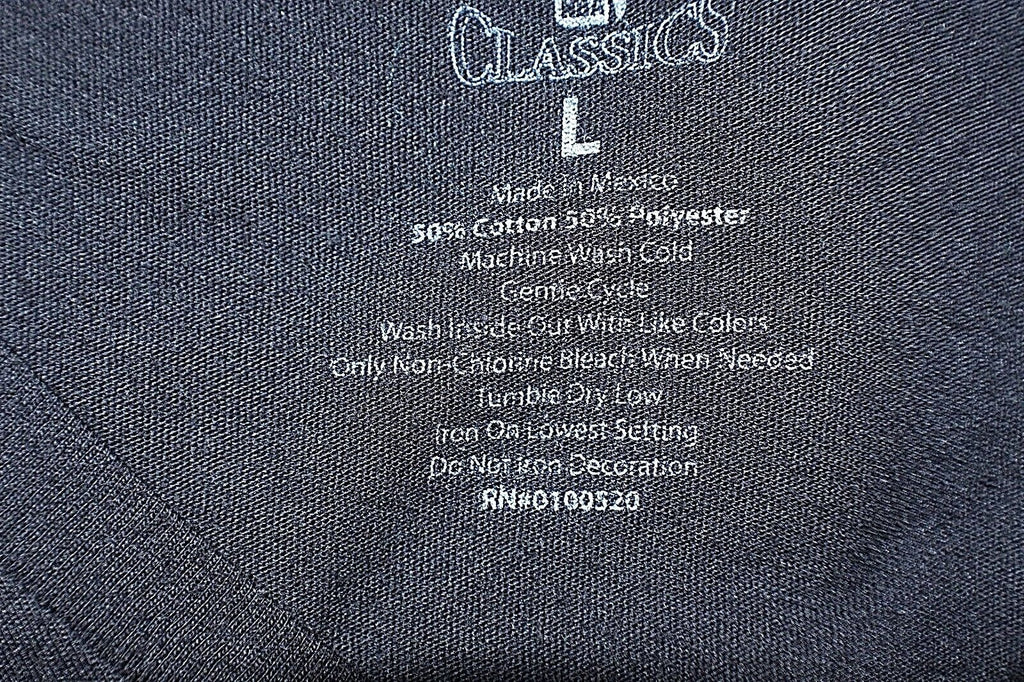 CLASSICS
L
Made In Mexico
50% Cotton 50% Polyester
Machine Wash Cold
Gentle Cycle
Wash Inside Out With Like Colors
Only Non-Chlorine Bleach When Needed
Tumble Dry Low
Iron On Lowest Setting
Do Not Iron Decoration
RN#0100520